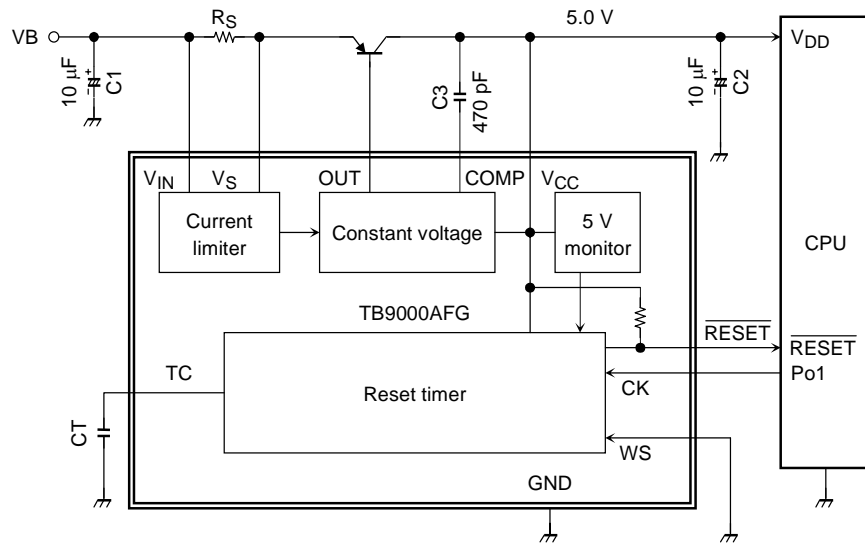 VB
RS
5.0 V
VDD
10 μF
C1
C3
470 pF
10 μF
C2
VIN
VS
OUT
COMP
VCC
Current
limiter
Constant voltage
5 V
monitor
CPU
TB9000AFG
RESET
RESET
TC
Reset timer
CK
Po1
CT
WS
GND